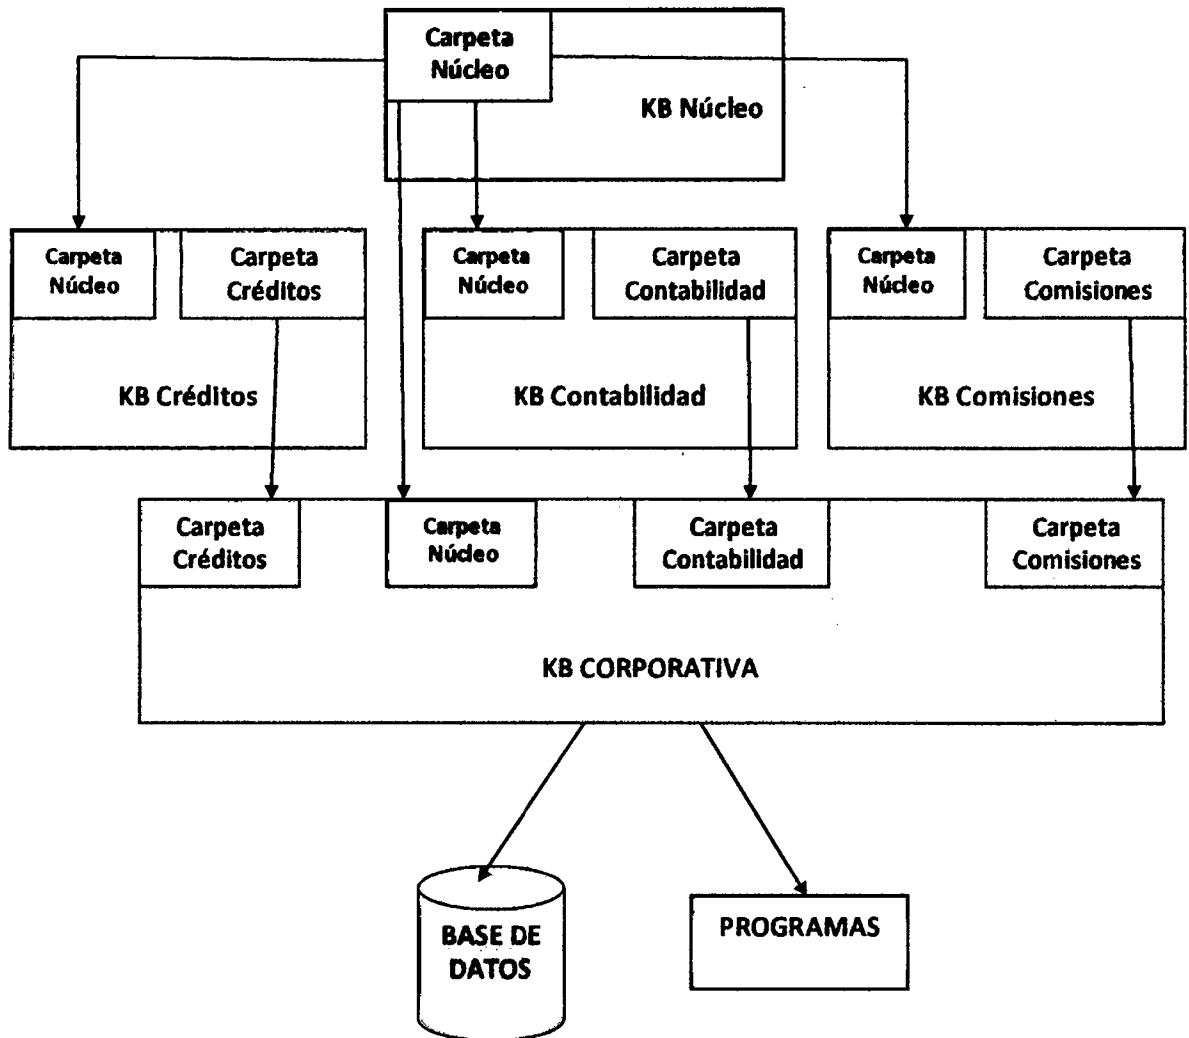 Carpeta
Núcleo
KB Núcleo
Carpeta
Núcleo
Carpeta
Créditos
KB Créditos
Carpeta
Núcleo
Carpeta
Contabilidad
KB Contabilidad
Carpeta
Núcleo
Carpeta
Comisiones
KB Comisiones
Carpeta
Créditos
Carpeta
Núcleo
Carpeta
Contabilidad
Carpeta
Comisiones
KB CORPORATIVA
BASE DE
DATOS
PROGRAMAS